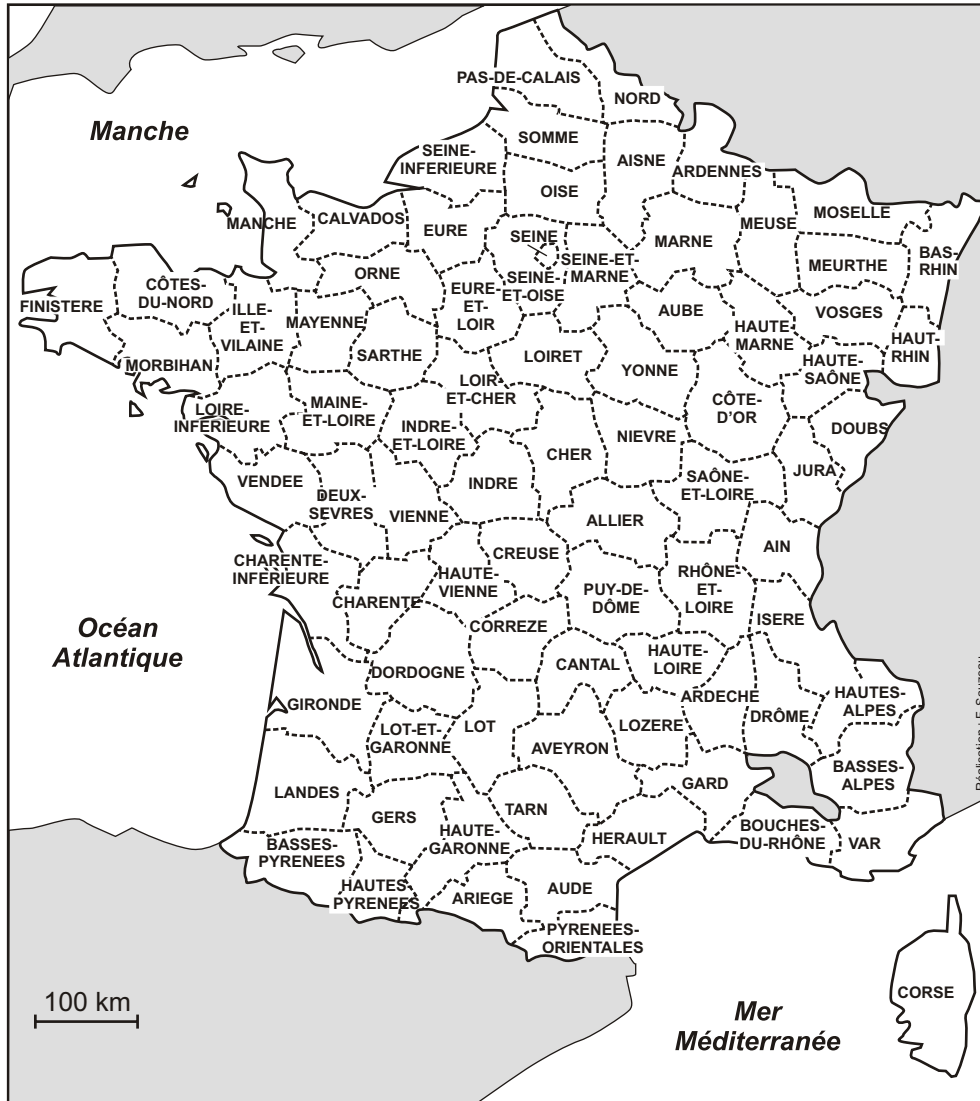 PAS-DE-CALAIS
NORD
Manche
SOMME
SEINE-
INFERIEURE
AISNE
ARDENNES
OISE
MANCHE
CALVADOS
EURE
SEINE
SEINE-ET-
MARNE
MARNE
MEUSE
MOSELLE
BAS-
RHIN
MEURTHE
ORNE
SEINE-
ET-OISE
FINISTERE
CÔTES-
DU-NORD
ILLE-
ET-
VILAINE
MAYENNE
EURE-
ET-
LOIR
AUBE
HAUTE-
MARNE
VOSGES
HAUT-
RHIN
MORBIHAN
SARTHE
LOIRET
YONNE
HAUTE-
SAÔNE
LOIR-
ET-CHER
LOIRE-
INFERIEURE
MAINE-
ET-LOIRE
INDRE-
ET-LOIRE
CÔTE-
D'OR
DOUBS
CHER
NIEVRE
VENDEE
DEUX-
SEVRES
VIENNE
INDRE
SAÔNE-
ET-LOIRE
JURA
ALLIER
CHARENTE-
INFERIEURE
CREUSE
AIN
HAUTE-
VIENNE
CHARENTE
PUY-DE-
DÔME
RHÔNE-
ET-
LOIRE
ISERE
Océan
Atlantique
CORREZE
DORDOGNE
CANTAL
HAUTE-
LOIRE
ARDECHE
DRÔME
HAUTES-
ALPES
GIRONDE
LOT-ET-
GARONNE
LOT
AVEYRON
LOZERE
BASSES-
ALPES
LANDES
GERS
TARN
GARD
HAUTE-
GARONNE
HERAULT
BOUCHES-
DU-RHÔNE
VAR
BASSES-
PYRENEES
HAUTES
PYRENEES
ARIEGE
AUDE
PYRENEES-
ORIENTALES
CORSE
100 km
Mer
Méditerranée